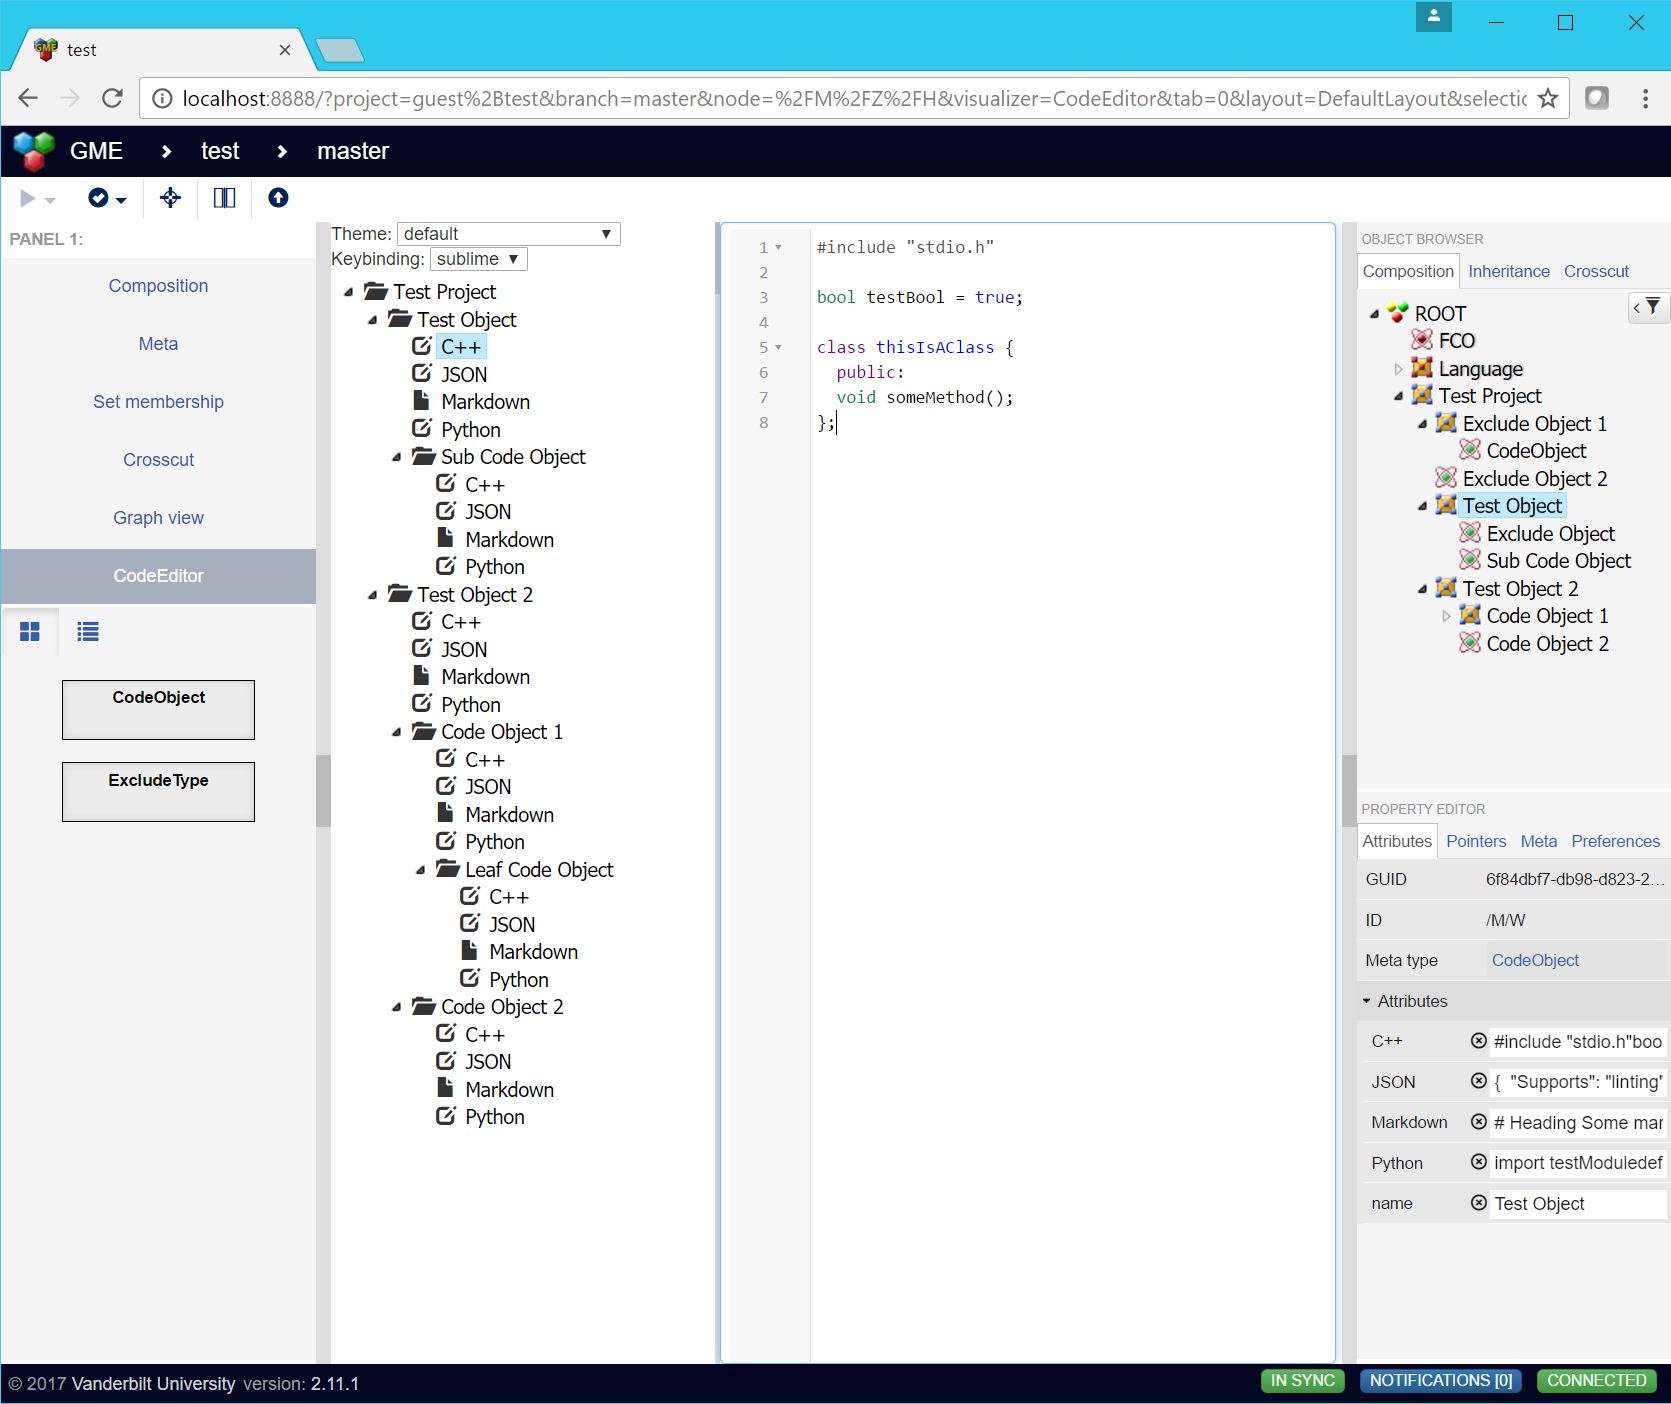 test
localhost:8888/?project=guest%2Btest&branch=master&node=%2FM%2FZ%2FH&visualizer=CodeEditor&tab=0&layout=DefaultLayout&selectic
GME
test
master
PANEL 1:
Composition
Meta
Set membership
Crosscut
Graph view
CodeEditor
CodeObject
ExcludeType
Theme: default
Keybinding: sublime
Test Project
Test Object
C++
JSON
Markdown
Python
Sub Code Object
C++
JSON
Markdown
Python
Test Object 2
C++
JSON
Markdown
Python
Code Object 1
C++
JSON
Markdown
Python
Leaf Code Object
C++
JSON
Markdown
Python
Code Object 2
C++
JSON
Markdown
Python
1 #include "stdio.h"
2
3 bool testBool = true;
4
5 class thisIsAClass {
6 public:
7 void someMethod();
8 };
OBJECT BROWSER
Composition Inheritance Crosscut
ROOT
FCO
Language
Test Project
Exclude Object 1
CodeObject
Exclude Object 2
Test Object
Exclude Object
Sub Code Object
Test Object 2
Code Object 1
Code Object 2
PROPERTY EDITOR
Attributes Pointers Meta Preferences
GUID 6f84dbf7-db98-d823-2...
ID /M/W
Meta type CodeObject
Attributes
C++ #include "stdio.h"boo
JSON { "Supports": "linting"
Markdown # Heading Some mar
Python import testModuledef
name Test Object
© 2017 Vanderbilt University version: 2.11.1
IN SYNC
NOTIFICATIONS [0]
CONNECTED